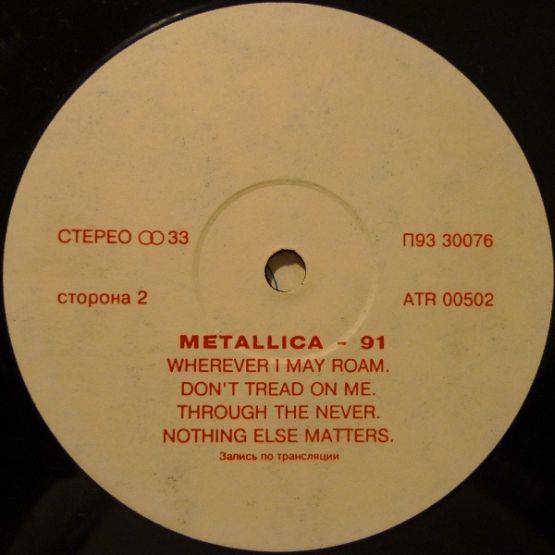 СТЕРЕО ꝏ 33 П93 30076
сторона 2 ATR 00502
METALLICA - 91
WHEREVER I MAY ROAM.
DON'T TREAD ON ME.
THROUGH THE NEVER.
NOTHING ELSE MATTERS.
Запись по трансляции